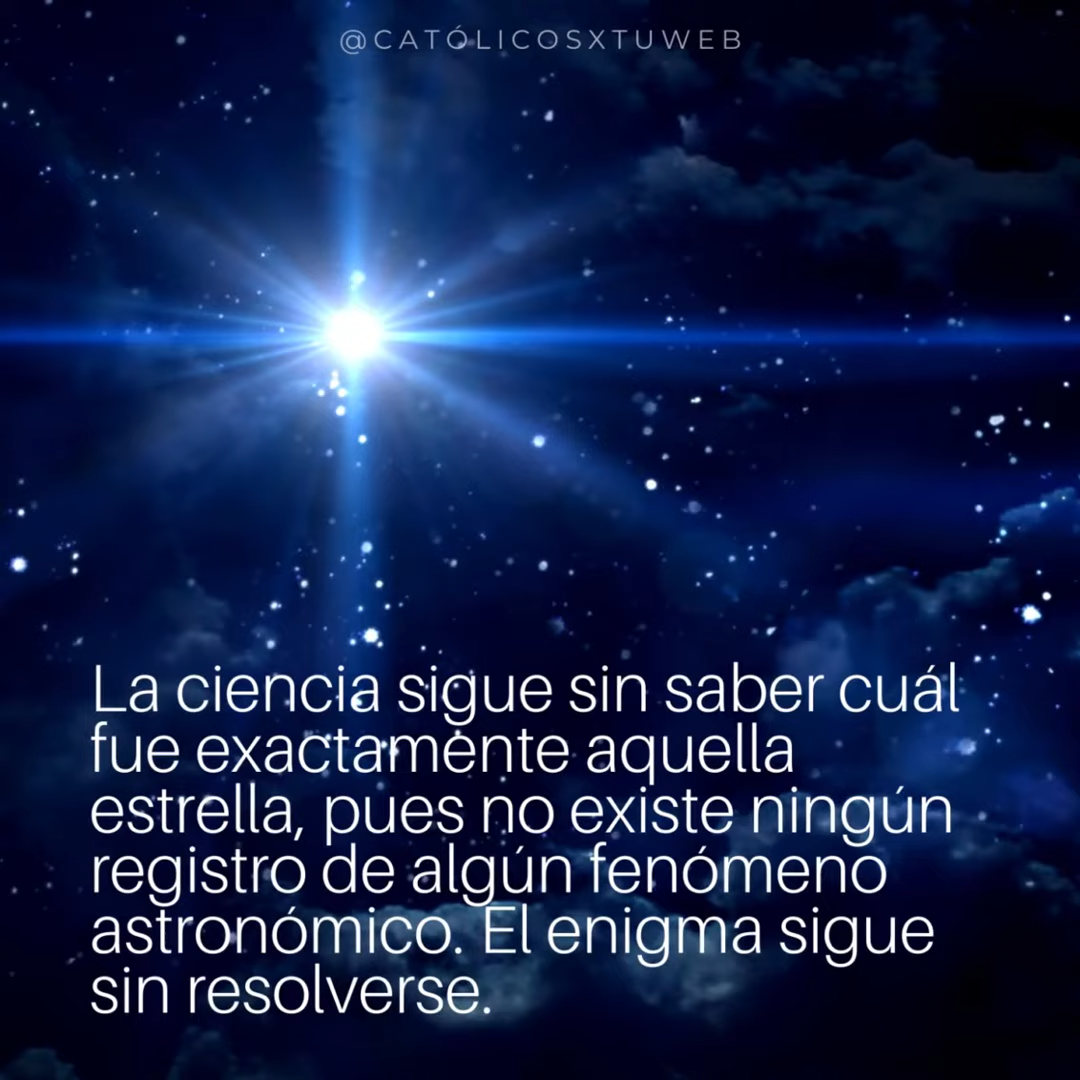 @CATÓLICOSXTUWEB
La ciencia sigue sin saber cuál
fue exactamente aquella
estrella, pues no existe ningún
registro de algún fenómeno
astronómico. El enigma sigue
sin resolverse.